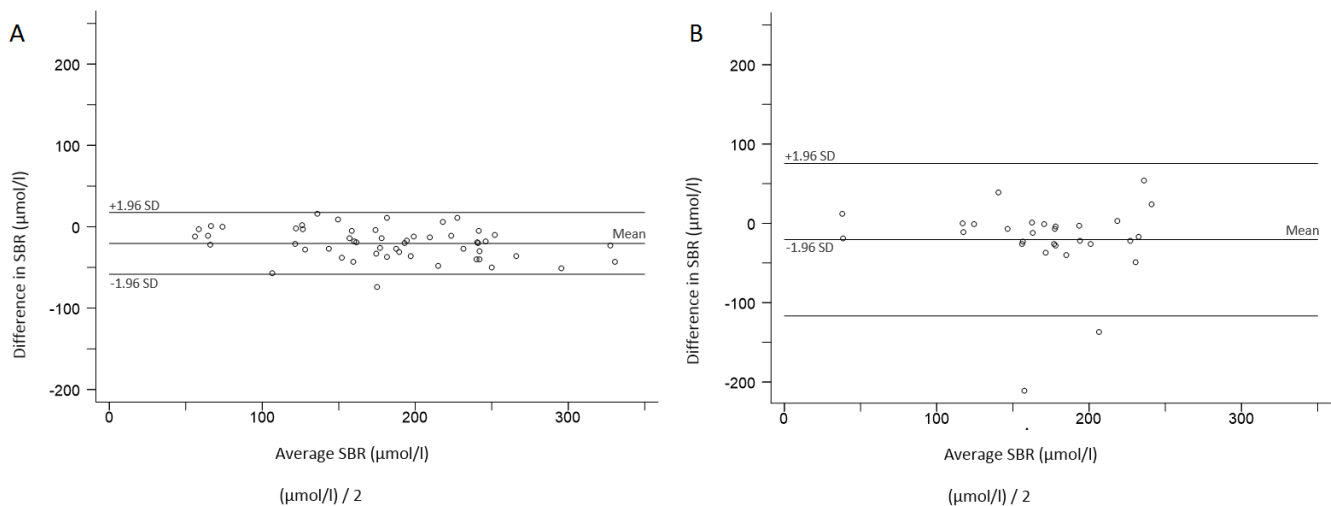 A
Difference in SBR (µmol/l)
200
100
0
-100
-200
+1.96 SD
Mean
-1.96 SD
0
100
200
300
Average SBR (µmol/l)
(µmol/l) / 2
B
Difference in SBR (µmol/l)
200
100
0
-100
-200
+1.96 SD
Mean
-1.96 SD
0
100
200
300
Average SBR (µmol/l)
(µmol/l) / 2